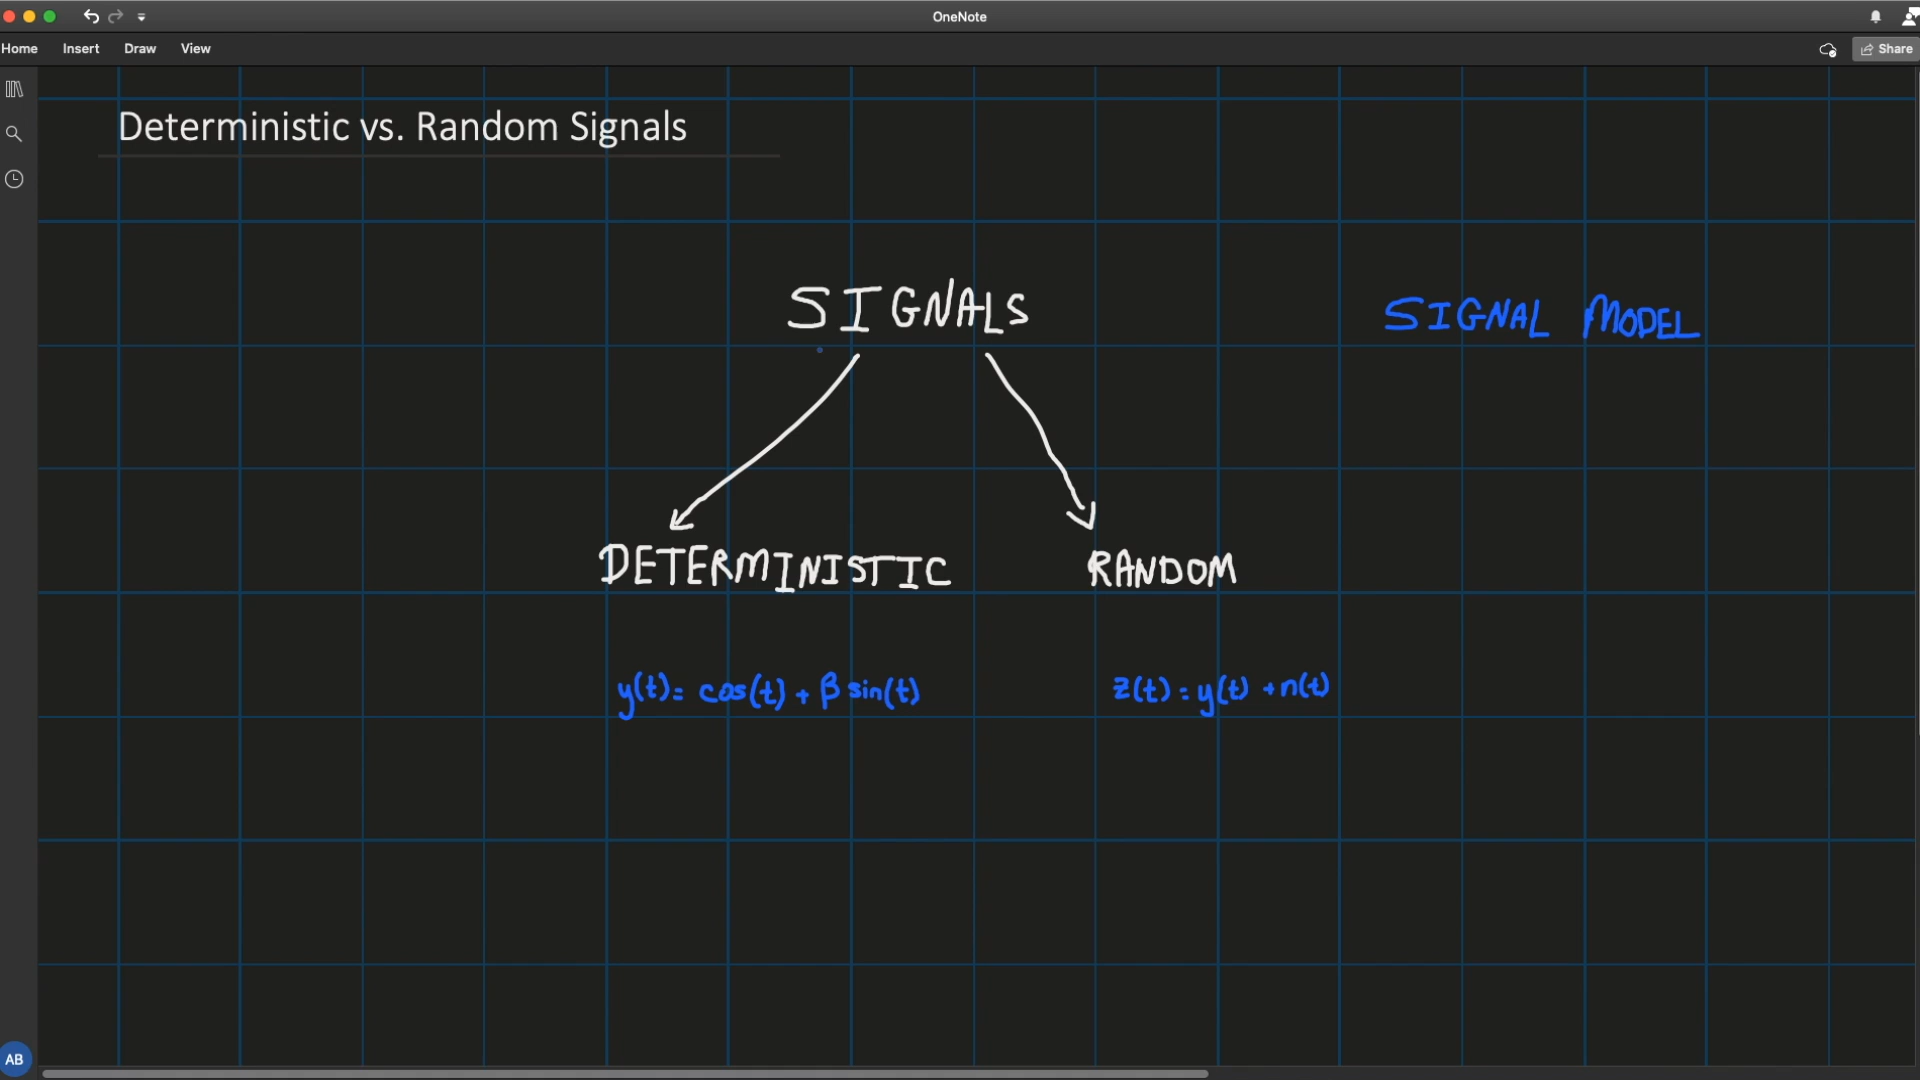 OneNote
Home Insert Draw View Share
Deterministic vs. Random Signals
SIGNALS
SIGNAL MODEL
DETERMINISTIC RANDOM
y(t) = cos(t) + β sin(t)
z(t) = y(t) + n(t)
AB